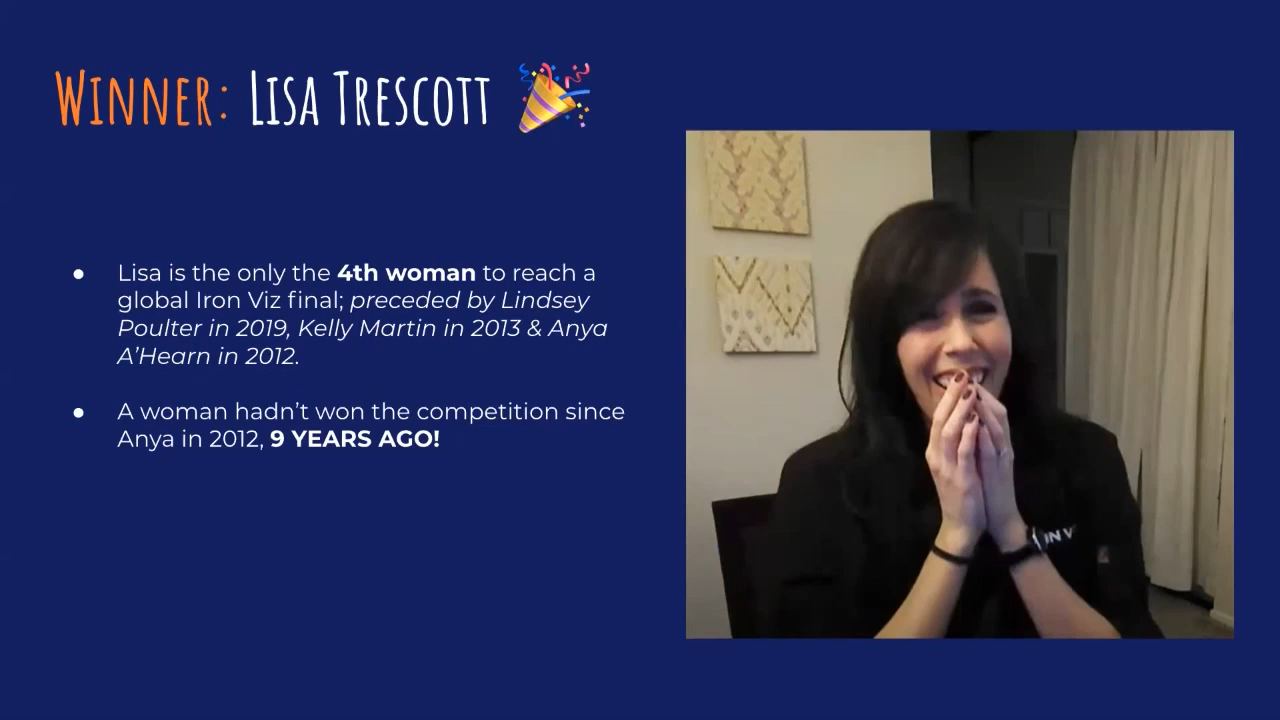 WINNER: LISA TRESCOTT
● Lisa is the only the 4th woman to reach a
global Iron Viz final; preceded by Lindsey
Poulter in 2019, Kelly Martin in 2013 & Anya
A’Hearn in 2012.
● A woman hadn’t won the competition since
Anya in 2012, 9 YEARS AGO!